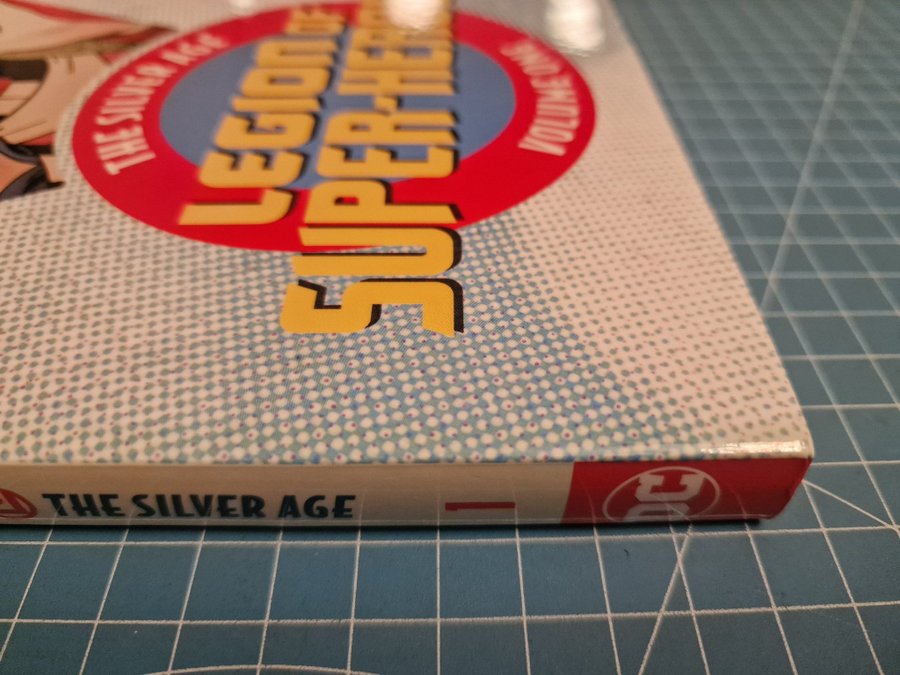 THE SILVER AGE
LEGION OF
SUPER-HERO
VOLUME ONE
THE SILVER AGE
1
DC